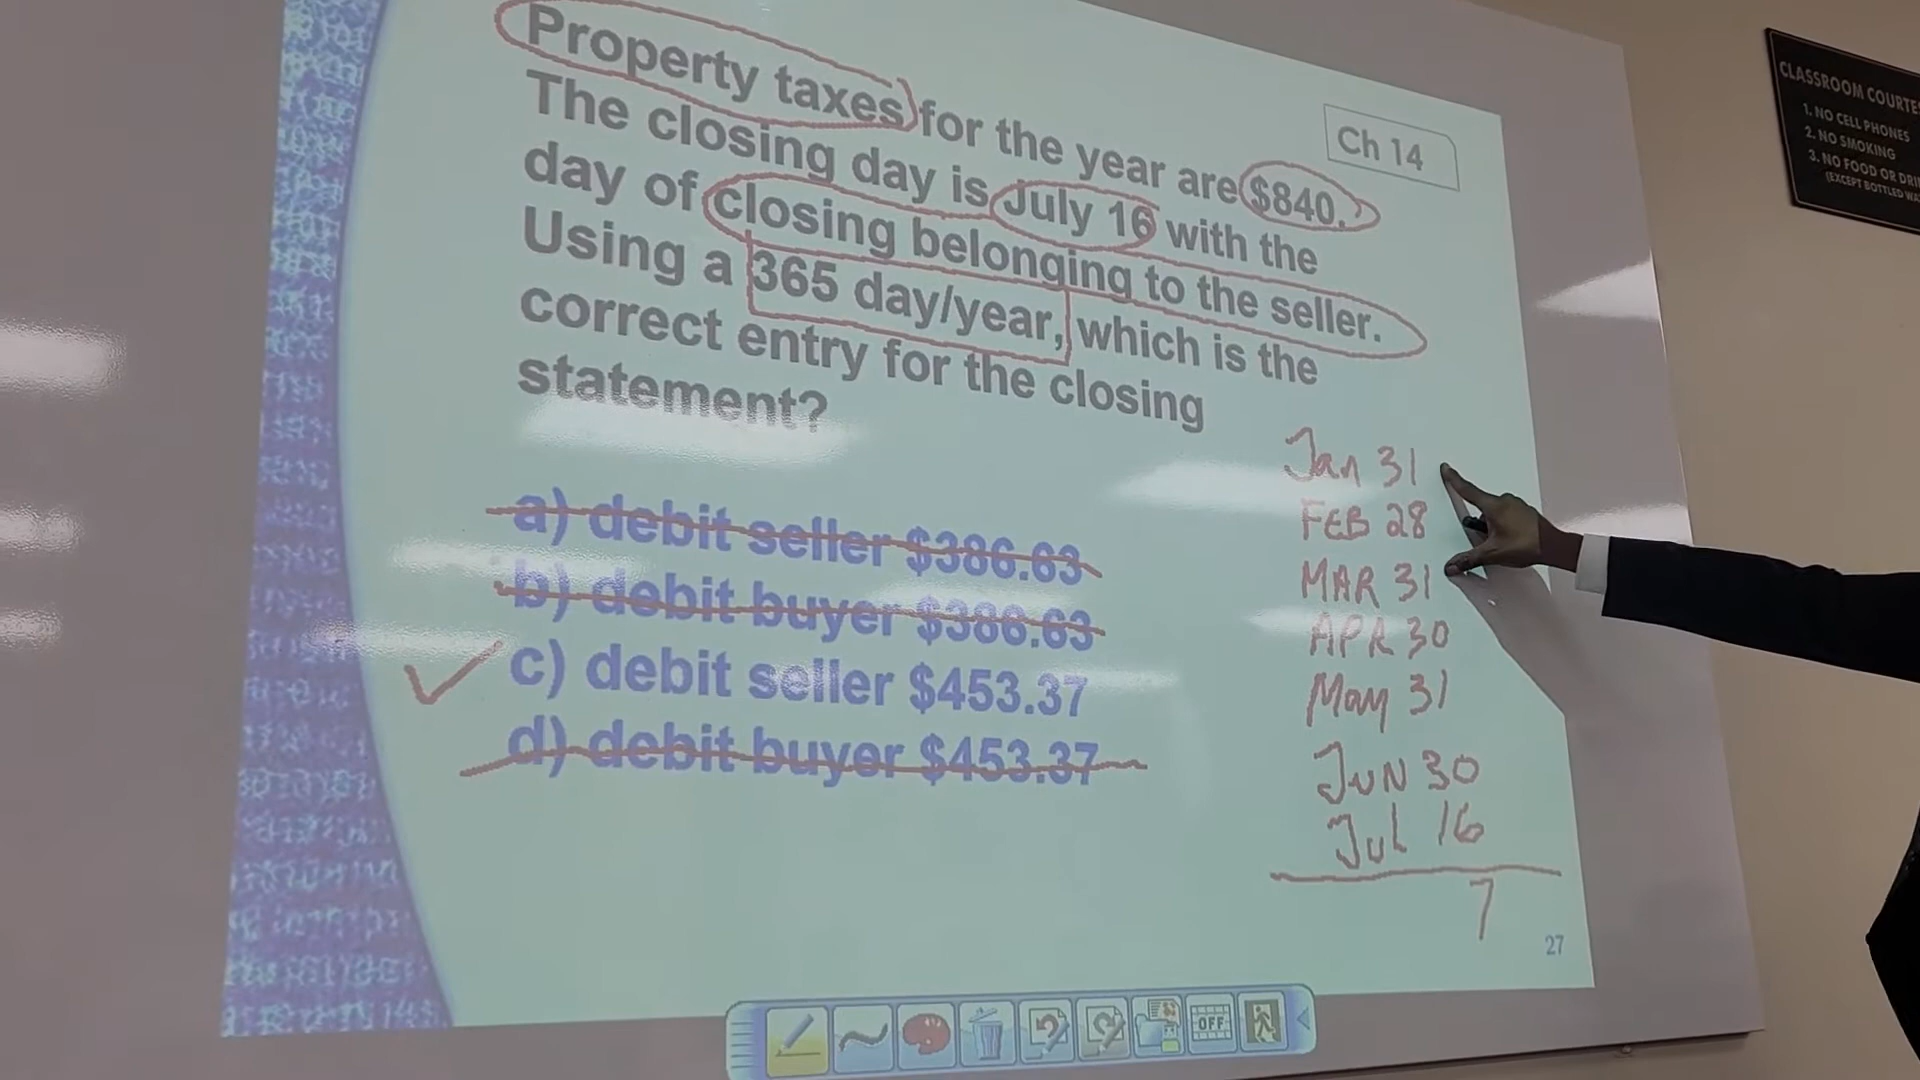 Property taxes for the year are $840.
The closing day is July 16 with the
day of closing belonging to the seller.
Using a 365 day/year, which is the
correct entry for the closing
statement?
Ch 14
a) debit seller $386.63
b) debit buyer $386.63
c) debit seller $453.37
d) debit buyer $453.37
Jan 31
FEB 28
MAR 31
APR 30
May 31
JUN 30
Jul 16
7
27
OFF
CLASSROOM
1. NO CELL PHONES
2. NO SMOKING
3. NO FOOD OR
(EXCEPT BOTTLED